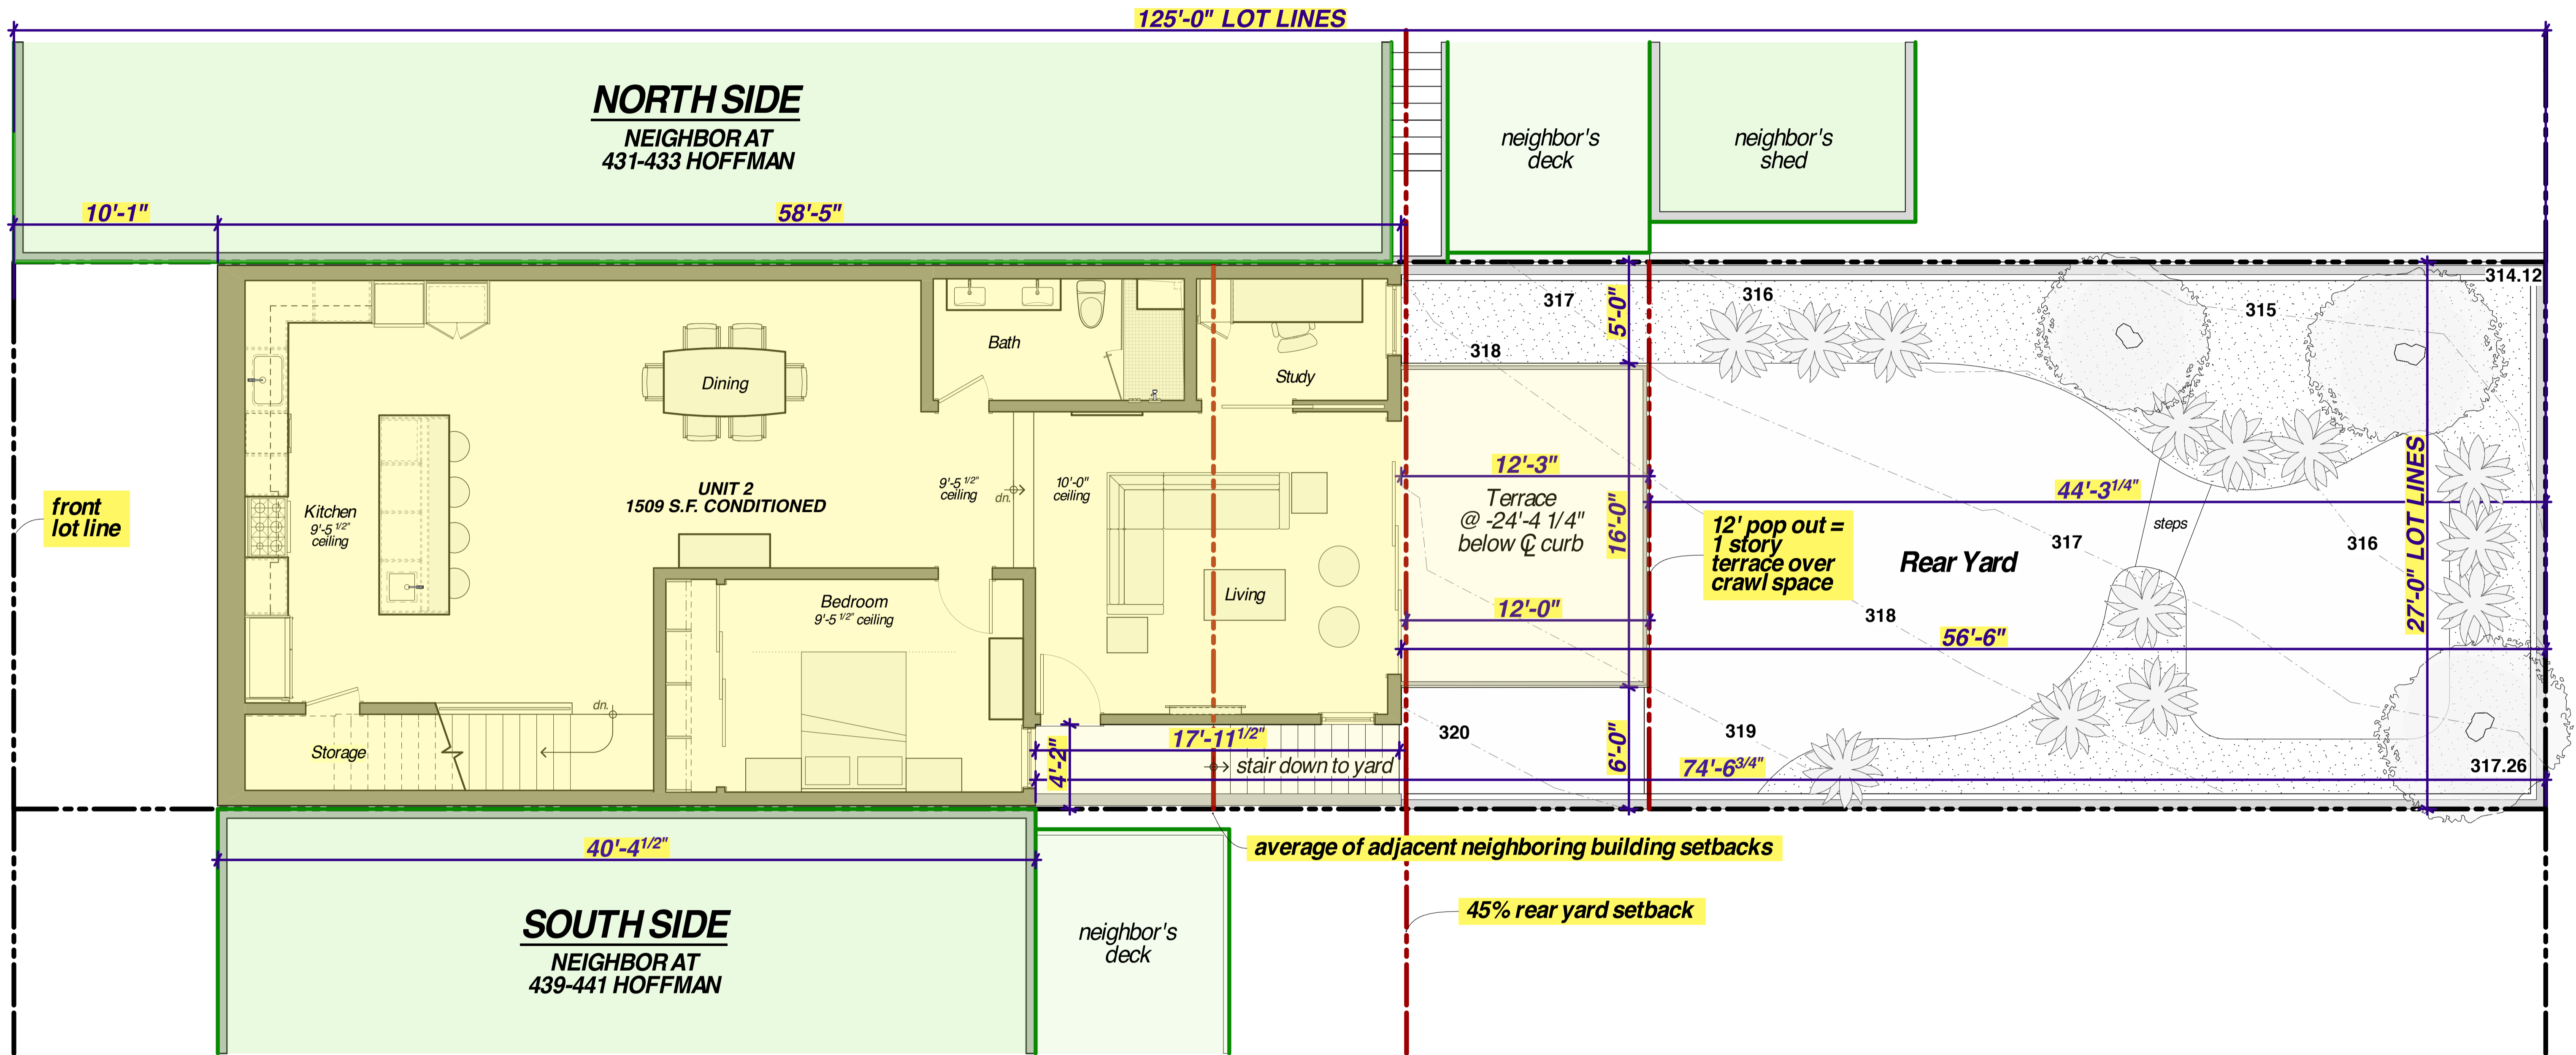 125'-0" LOT LINES
NORTH SIDE
NEIGHBOR AT
431-433 HOFFMAN
neighbor's
deck
neighbor's
shed
10'-1"
58'-5"
314.12
317
316
315
5'-0"
318
Bath
Study
Dining
front
lot line
Kitchen
9'-5 1/2"
ceiling
UNIT 2
1509 S.F. CONDITIONED
9'-5 1/2"
ceiling
dn.
10'-0"
ceiling
12'-3"
Terrace
@ -24'-4 1/4"
below ℄ curb
16'-0"
44'-3 1/4"
27'-0" LOT LINES
12' pop out =
1 story
terrace over
crawl space
Rear Yard
steps
317
316
Bedroom
9'-5 1/2" ceiling
Living
12'-0"
318
56'-6"
dn.
Storage
4'-2"
17'-11 1/2"
stair down to yard
320
6'-0"
319
74'-6 3/4"
317.26
40'-4 1/2"
average of adjacent neighboring building setbacks
SOUTH SIDE
NEIGHBOR AT
439-441 HOFFMAN
neighbor's
deck
45% rear yard setback